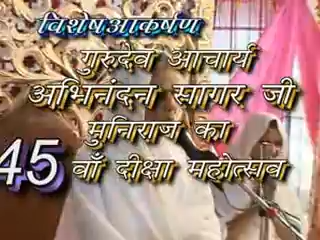 विशेषआकर्षण
गुरुदेव आचार्य
अभिनंदन सागर जी
मुनिराज का
45 वाँ दीक्षा महोत्सव